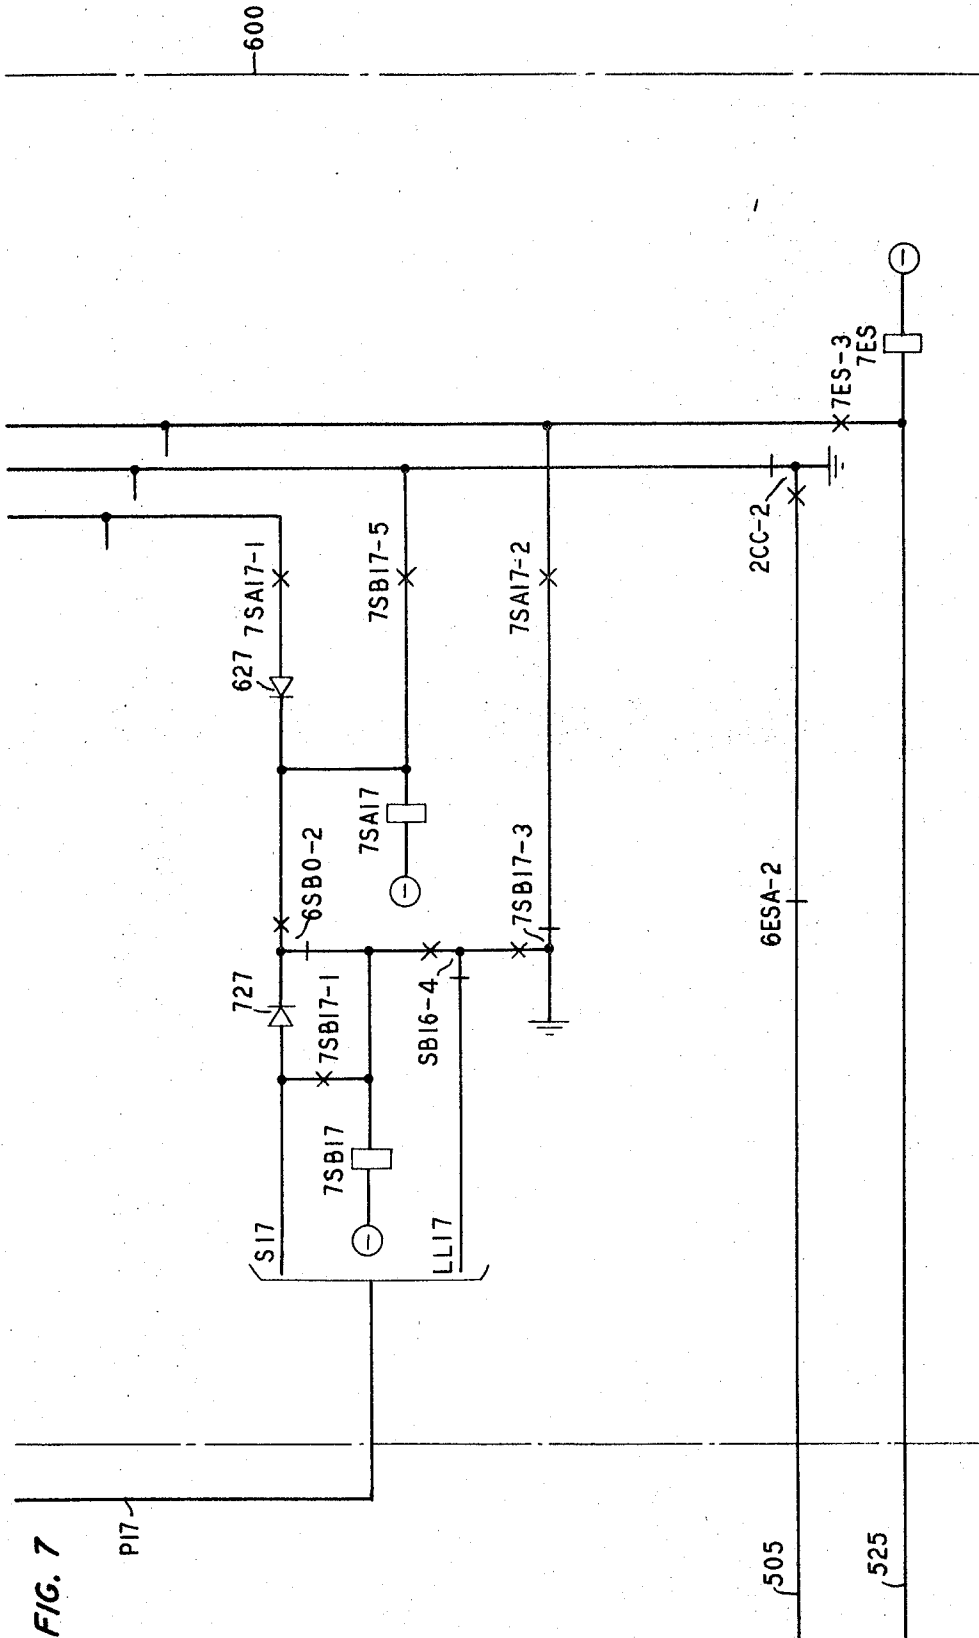 FIG. 7
P17
600
S17
7SB17
LL17
727
7SB17-1
SB16-4
6SB0-2
7SB17-3
7SA17
627
7SA17-1
7SB17-5
7SA17-2
2CC-2
7ES-3
7ES
6ESA-2
505
525